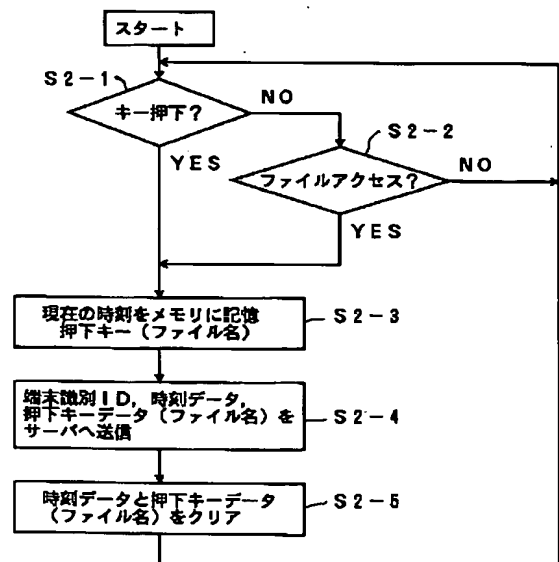 スタート
S2-1
キー押下?
NO
S2-2
YES
ファイルアクセス?
NO
YES
現在の時刻をメモリに記憶
押下キー(ファイル名)
S2-3
端末識別ID,時刻データ,
押下キーデータ(ファイル名)を
サーバへ送信
S2-4
時刻データと押下キーデータ
(ファイル名)をクリア
S2-5